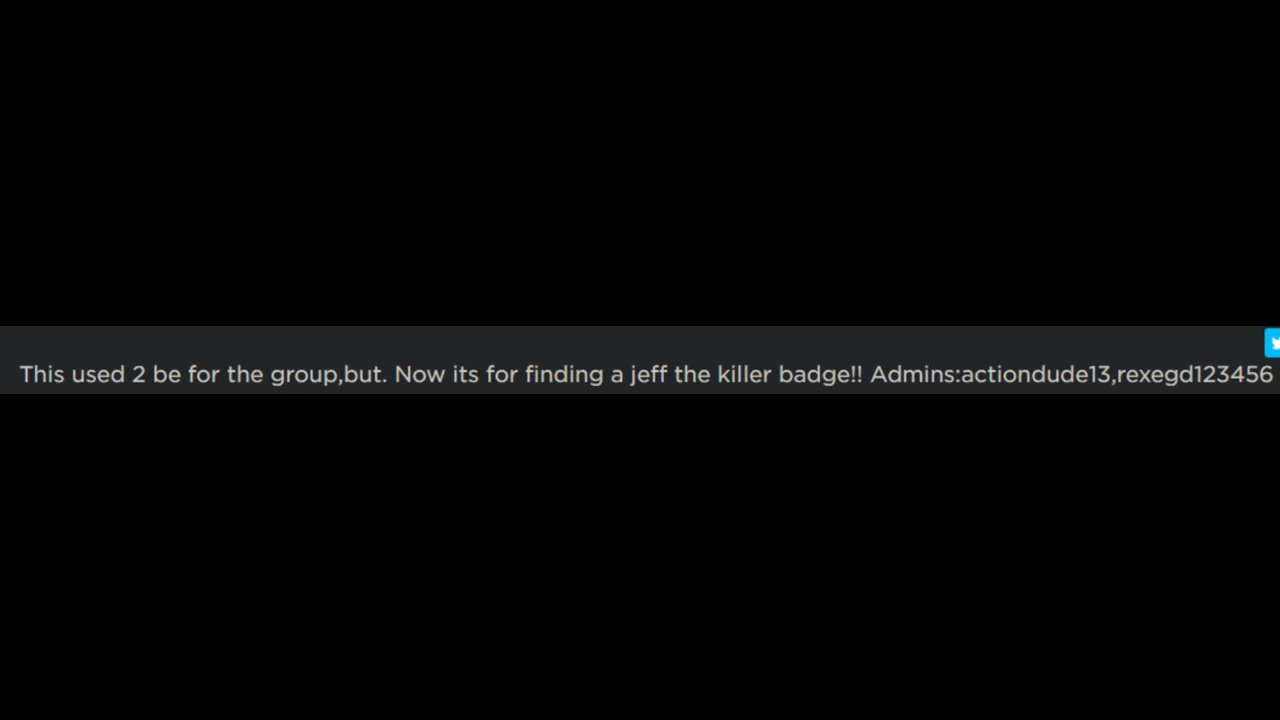 This used 2 be for the group,but. Now its for finding a jeff the killer badge!! Admins:actiondude13,rexegd123456